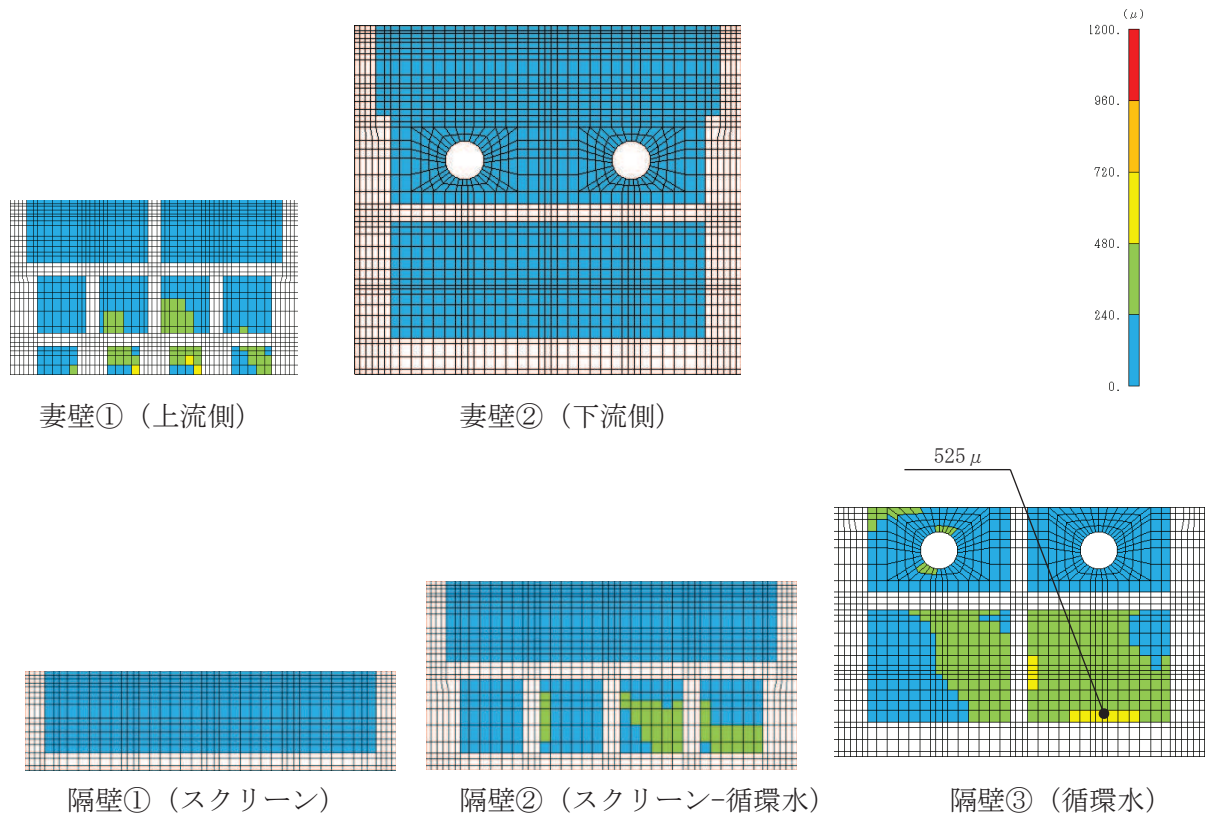 (μ)
1200.
960.
720.
480.
240.
0.
妻壁①（上流側）
妻壁②（下流側）
525μ
隔壁①（スクリーン）
隔壁②（スクリーン-循環水）
隔壁③（循環水）